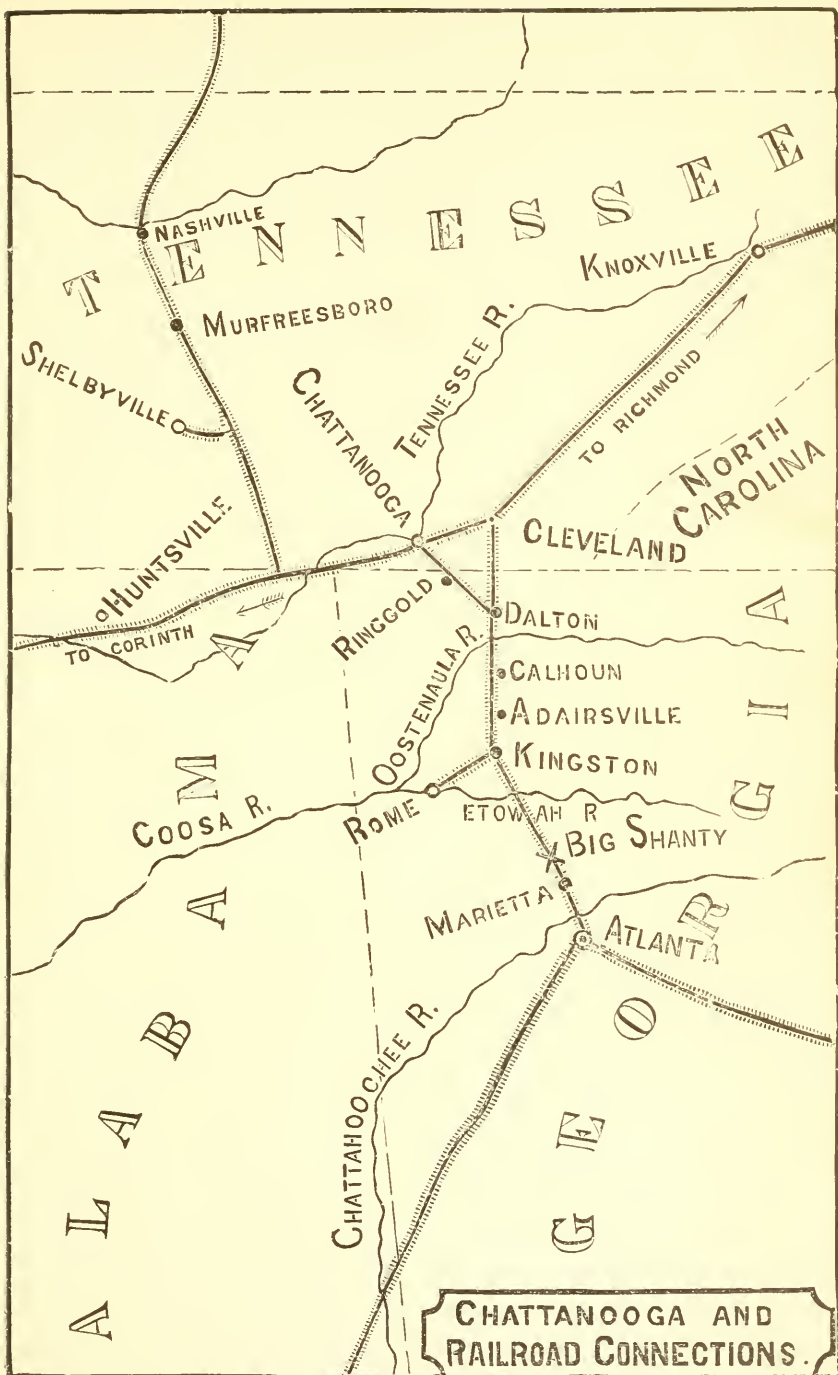 TENNESSEE
NASHVILLE
MURFREESBORO
SHELBYVILLE
KNOXVILLE
TENNESSEE R.
CHATTANOOGA
TO RICHMOND
NORTH
CAROLINA
CLEVELAND
HUNTSVILLE
TO CORINTH
RINGGOLD
DALTON
OOSTENAULA R.
CALHOUN
ADAIRSVILLE
KINGSTON
COOSA R.
ROME
ETOWAH R
BIG SHANTY
MARIETTA
ATLANTA
CHATTAHOOCHEE R.
ALABAMA
GEORGIA
CHATTANOOGA AND
RAILROAD CONNECTIONS.